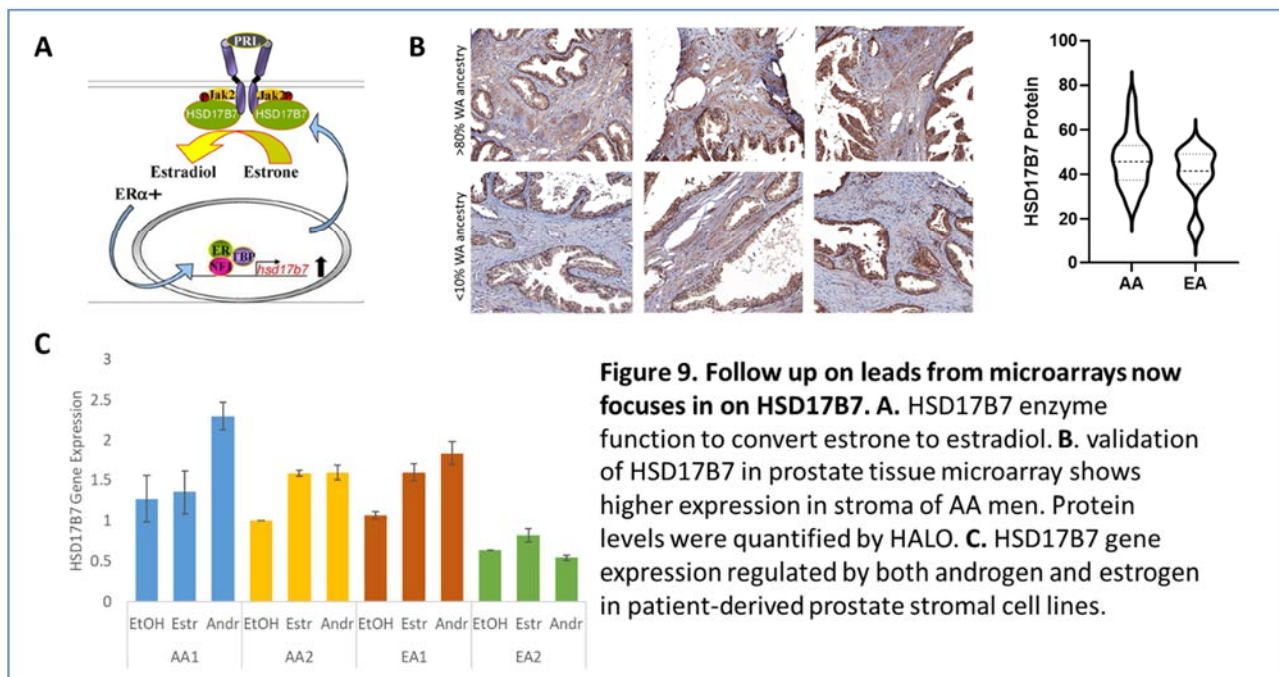 A
PRL
Jak2
Jak2
HSD17B7
HSD17B7
Estradiol
Estrone
ERα+
ER
TBP
NF1
hsd17b7
B
>80% WA ancestry
<10% WA ancestry
HSD17B7 Protein
100
80
60
40
20
0
AA
EA
C
HSD17B7 Gene Expression
3
2.5
2
1.5
1
0.5
0
EtOH Estr Andr EtOH Estr Andr EtOH Estr Andr EtOH Estr Andr
AA1 AA2 EA1 EA2
Figure 9. Follow up on leads from microarrays now
focuses in on HSD17B7. A. HSD17B7 enzyme
function to convert estrone to estradiol. B. validation
of HSD17B7 in prostate tissue microarray shows
higher expression in stroma of AA men. Protein
levels were quantified by HALO. C. HSD17B7 gene
expression regulated by both androgen and estrogen
in patient-derived prostate stromal cell lines.